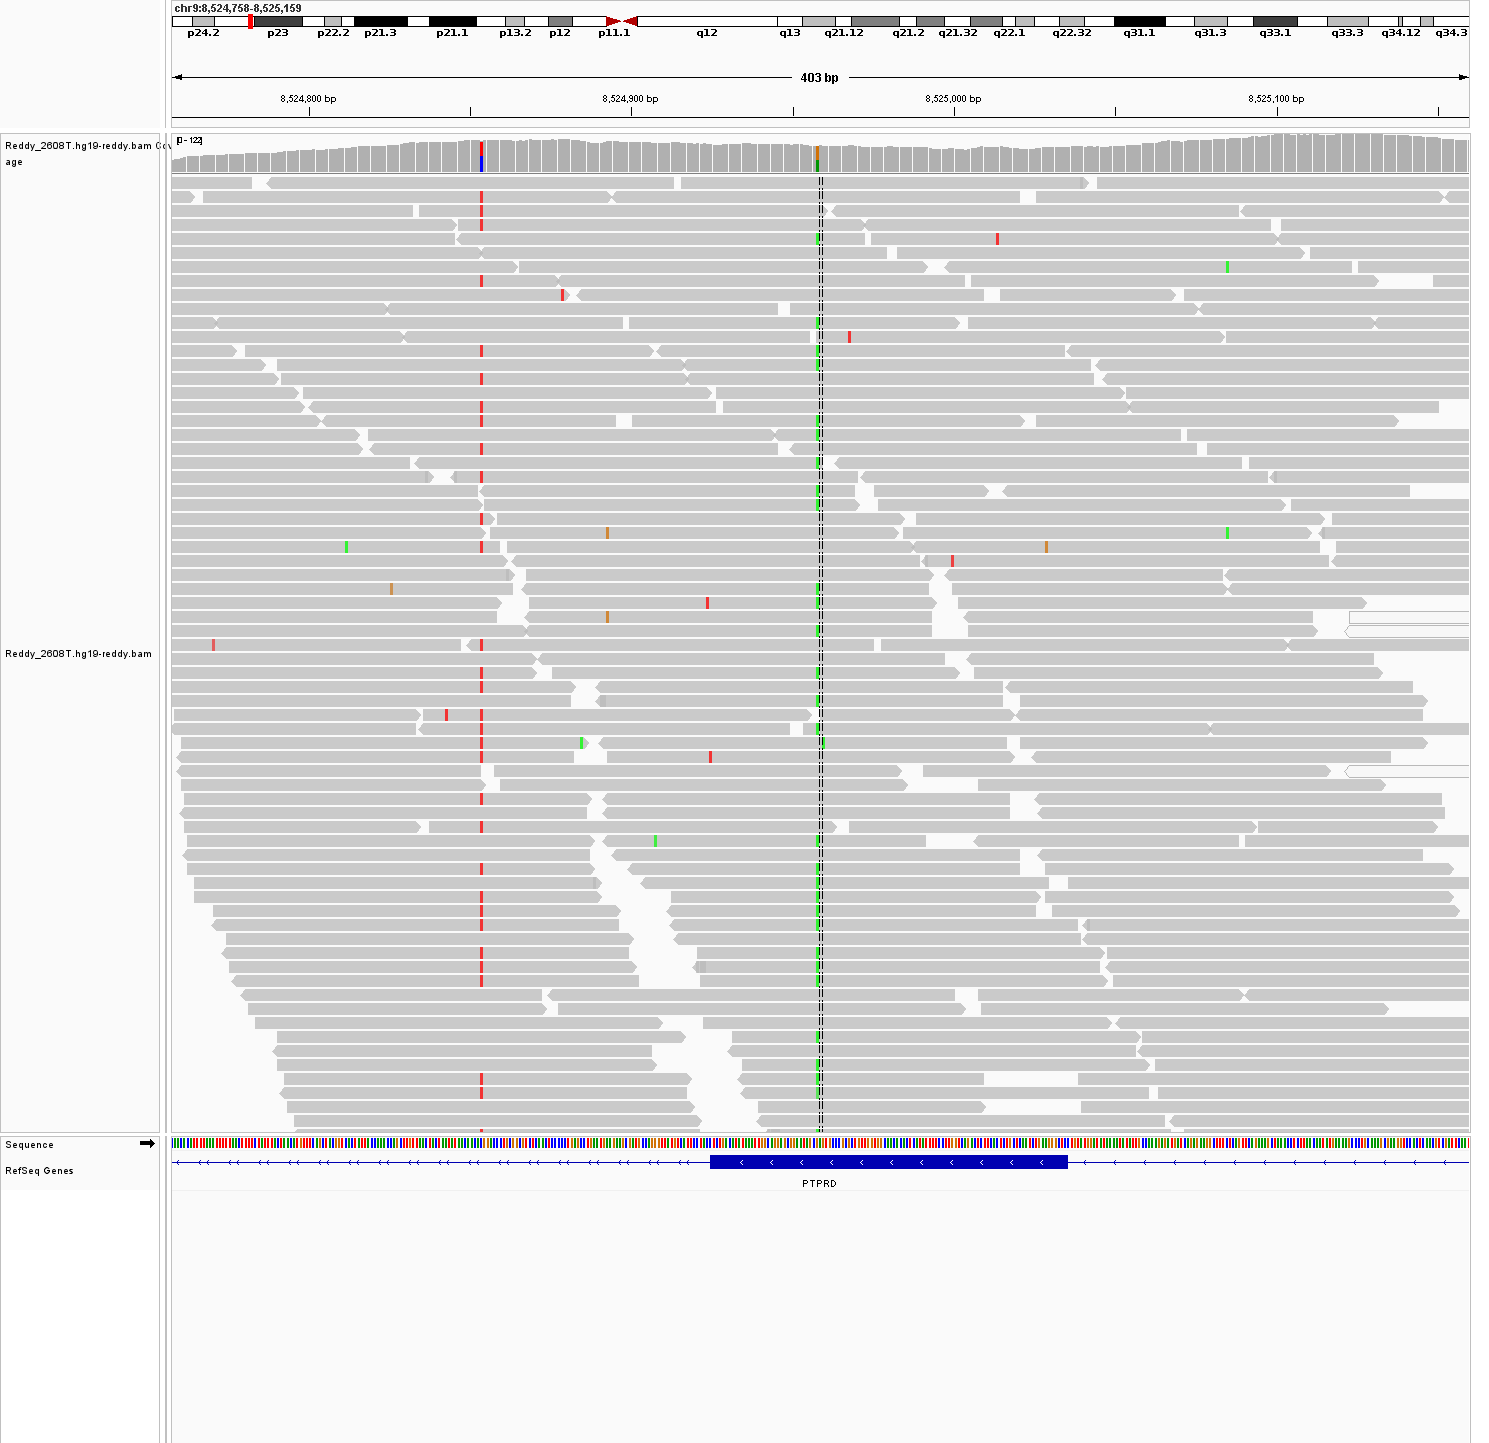 chr9:8,524,758-8,525,159
p24.2 p23 p22.2 p21.3 p21.1 p13.2 p12 p11.1 q12 q13 q21.12 q21.2 q21.32 q22.1 q22.32 q31.1 q31.3 q33.1 q33.3 q34.12 q34.3
403 bp
8,524,800 bp 8,524,900 bp 8,525,000 bp 8,525,100 bp
[0 - 122]
Reddy_2608T.hg19-reddy.bam Cov
age
Reddy_2608T.hg19-reddy.bam
Sequence
RefSeq Genes
PTPRD